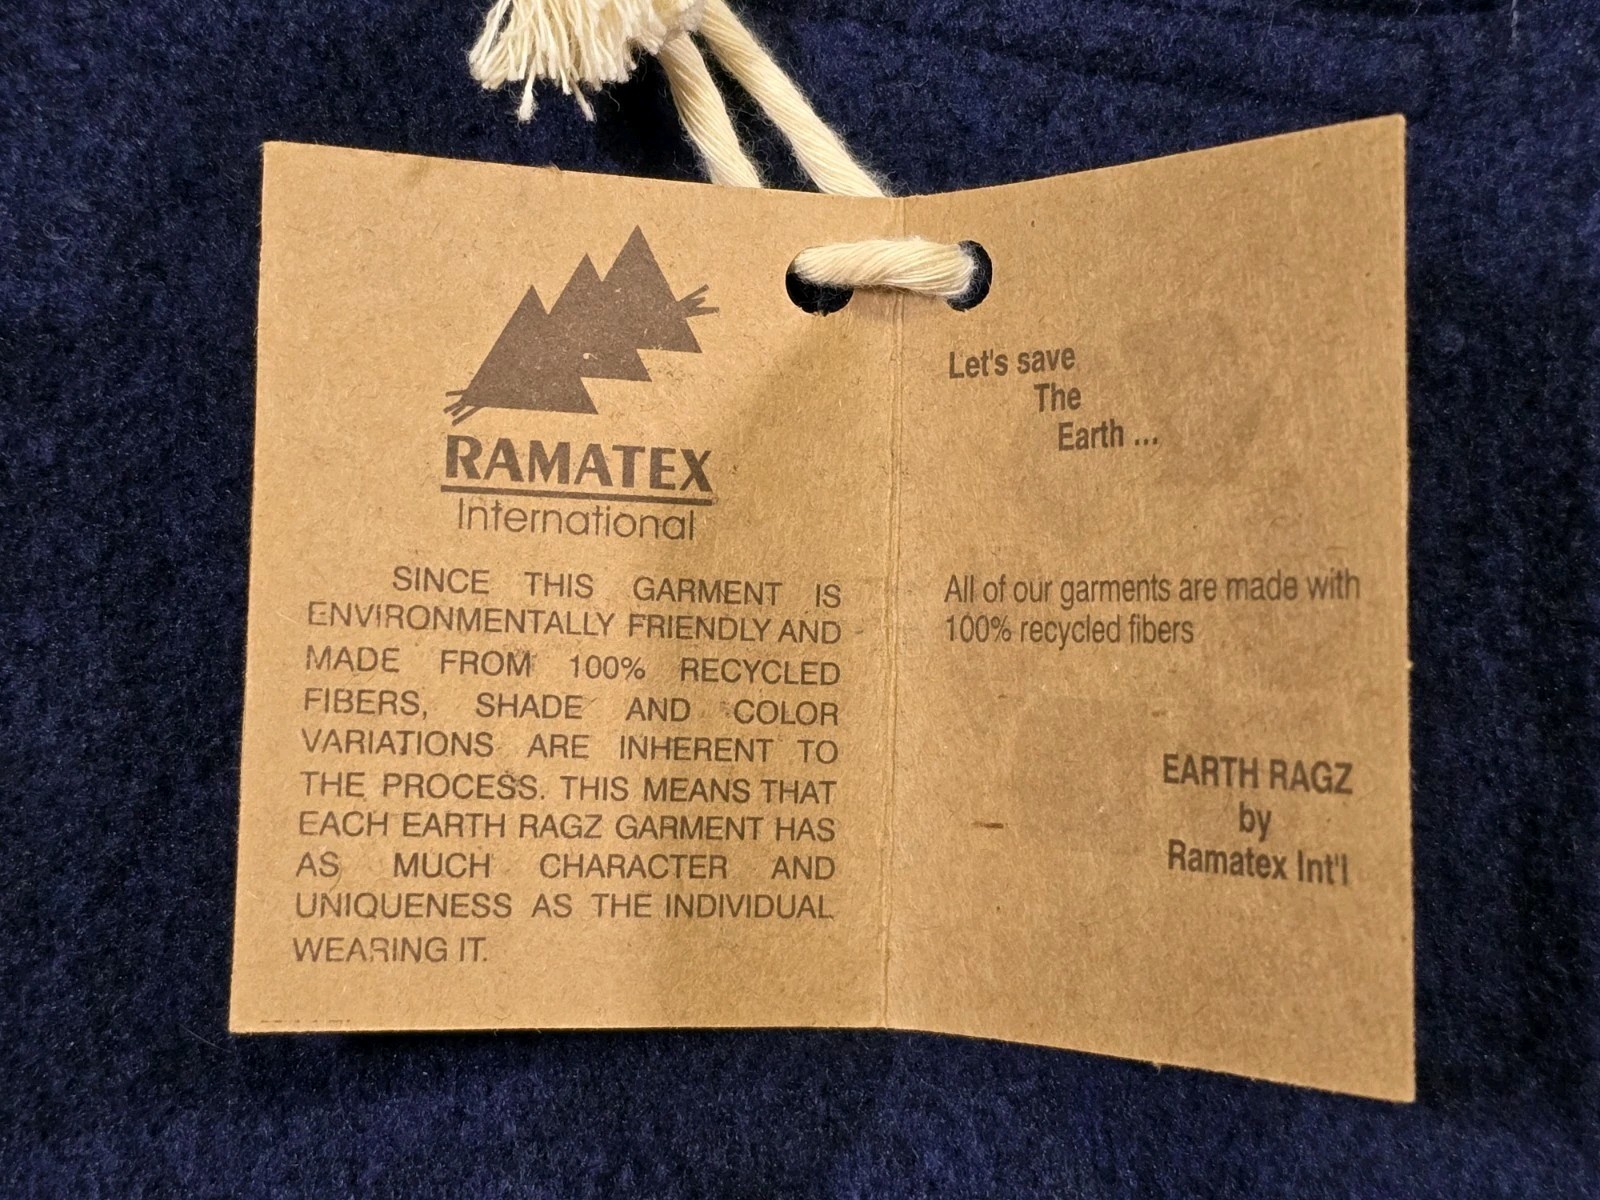 RAMATEX
International
SINCE THIS GARMENT IS
ENVIRONMENTALLY FRIENDLY AND
MADE FROM 100% RECYCLED
FIBERS, SHADE AND COLOR
VARIATIONS ARE INHERENT TO
THE PROCESS. THIS MEANS THAT
EACH EARTH RAGZ GARMENT HAS
AS MUCH CHARACTER AND
UNIQUENESS AS THE INDIVIDUAL
WEARING IT.
Let's save
The
Earth ...
All of our garments are made with
100% recycled fibers
EARTH RAGZ
by
Ramatex Int'l